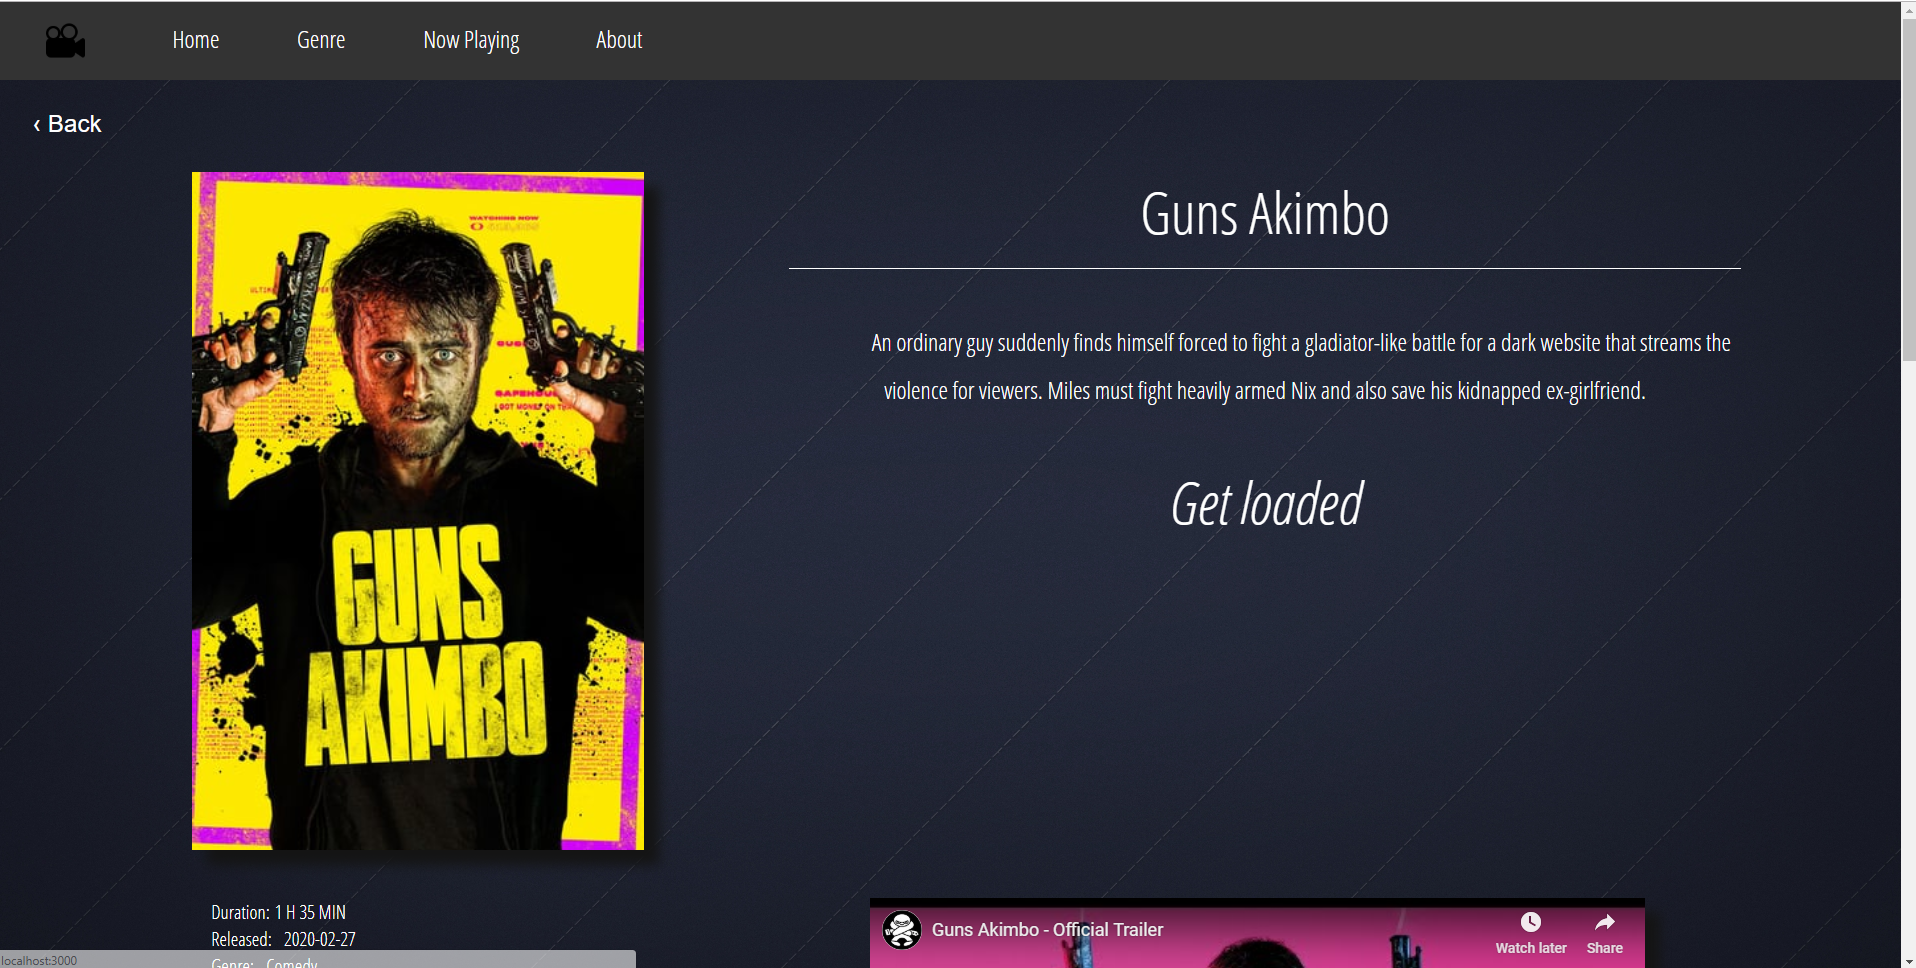 Home Genre Now Playing About
‹ Back
WATCHING NOW
Guns Akimbo
An ordinary guy suddenly finds himself forced to fight a gladiator-like battle for a dark website that streams the
violence for viewers. Miles must fight heavily armed Nix and also save his kidnapped ex-girlfriend.
Get loaded
GUNS
AKIMBO
Duration: 1 H 35 MIN
Released: 2020-02-27
Genre: Comedy
Guns Akimbo - Official Trailer
Watch later Share
localhost:3000